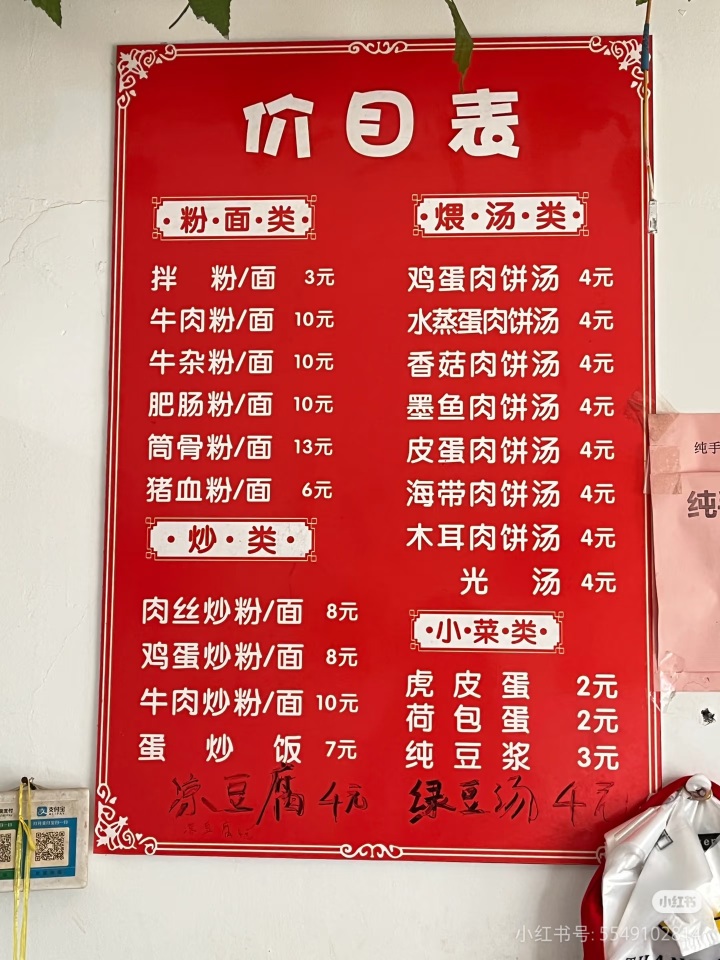 价目表
粉·面·类
拌 粉/面 3元
牛肉粉/面 10元
牛杂粉/面 10元
肥肠粉/面 10元
筒骨粉/面 13元
猪血粉/面 6元
炒·类
肉丝炒粉/面 8元
鸡蛋炒粉/面 8元
牛肉炒粉/面 10元
蛋炒饭 7元
凉豆腐 4元
煨·汤·类
鸡蛋肉饼汤 4元
水蒸蛋肉饼汤 4元
香菇肉饼汤 4元
墨鱼肉饼汤 4元
皮蛋肉饼汤 4元
海带肉饼汤 4元
木耳肉饼汤 4元
光 汤 4元
小·菜·类
虎皮蛋 2元
荷包蛋 2元
纯豆浆 3元
绿豆汤 4元
纯手
纯
支付宝
小红书
小红书号: